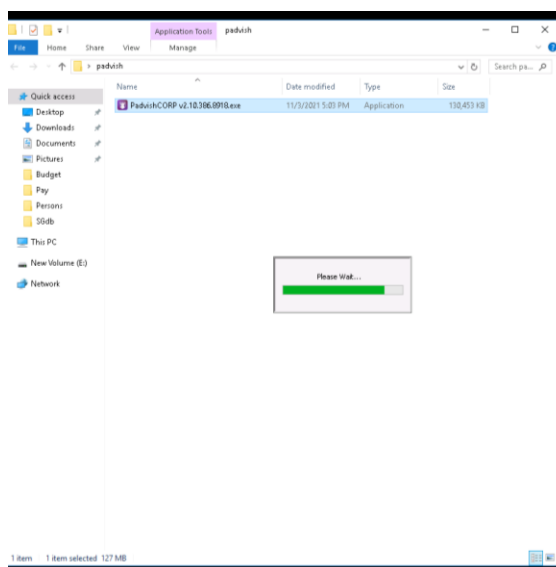 Application Tools padvish
File Home Share View Manage
padvish Search pa...
Name Date modified Type Size
Quick access
PadvishCORP v2.10.386.8918.exe 11/3/2021 5:03 PM Application 130,453 KB
Desktop
Downloads
Documents
Pictures
Budget
Pay
Persons
SGdb
This PC
New Volume (E:)
Network
Please Wait....
1 item 1 item selected 127 MB